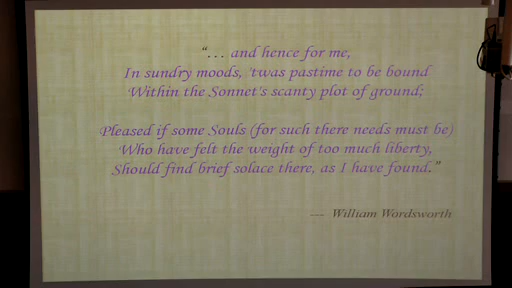 “... and hence for me,
In sundry moods, 'twas pastime to be bound
Within the Sonnet's scanty plot of ground;
Pleased if some Souls (for such there needs must be)
Who have felt the weight of too much liberty,
Should find brief solace there, as I have found.”
--- William Wordsworth